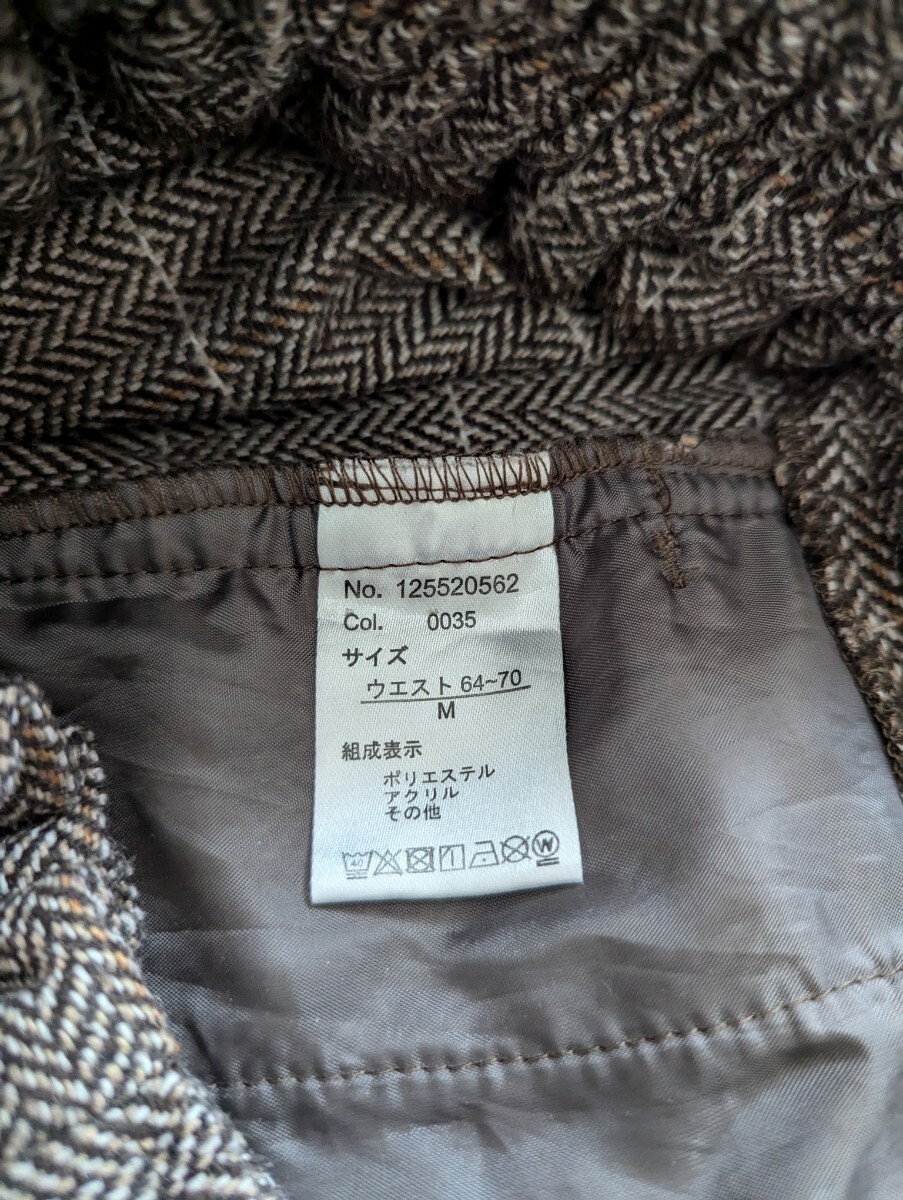 No. 125520562
Col. 0035
サイズ
ウエスト 64~70
M
組成表示
ポリエステル
アクリル
その他
40
W